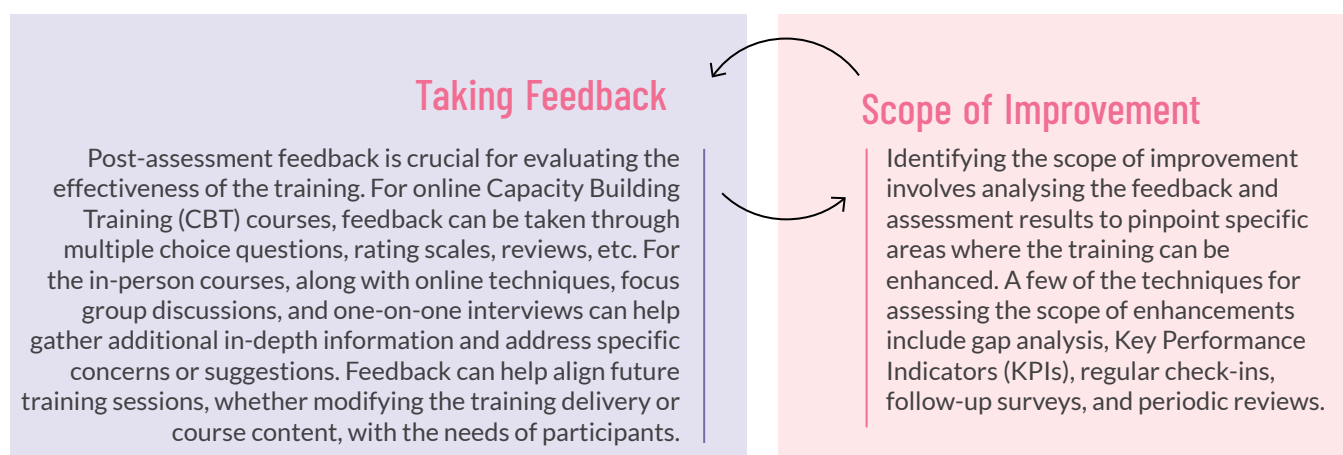 Taking Feedback
Post-assessment feedback is crucial for evaluating the
effectiveness of the training. For online Capacity Building
Training (CBT) courses, feedback can be taken through
multiple choice questions, rating scales, reviews, etc. For
the in-person courses, along with online techniques, focus
group discussions, and one-on-one interviews can help
gather additional in-depth information and address specific
concerns or suggestions. Feedback can help align future
training sessions, whether modifying the training delivery or
course content, with the needs of participants.
Scope of Improvement
Identifying the scope of improvement
involves analysing the feedback and
assessment results to pinpoint specific
areas where the training can be
enhanced. A few of the techniques for
assessing the scope of enhancements
include gap analysis, Key Performance
Indicators (KPIs), regular check-ins,
follow-up surveys, and periodic reviews.